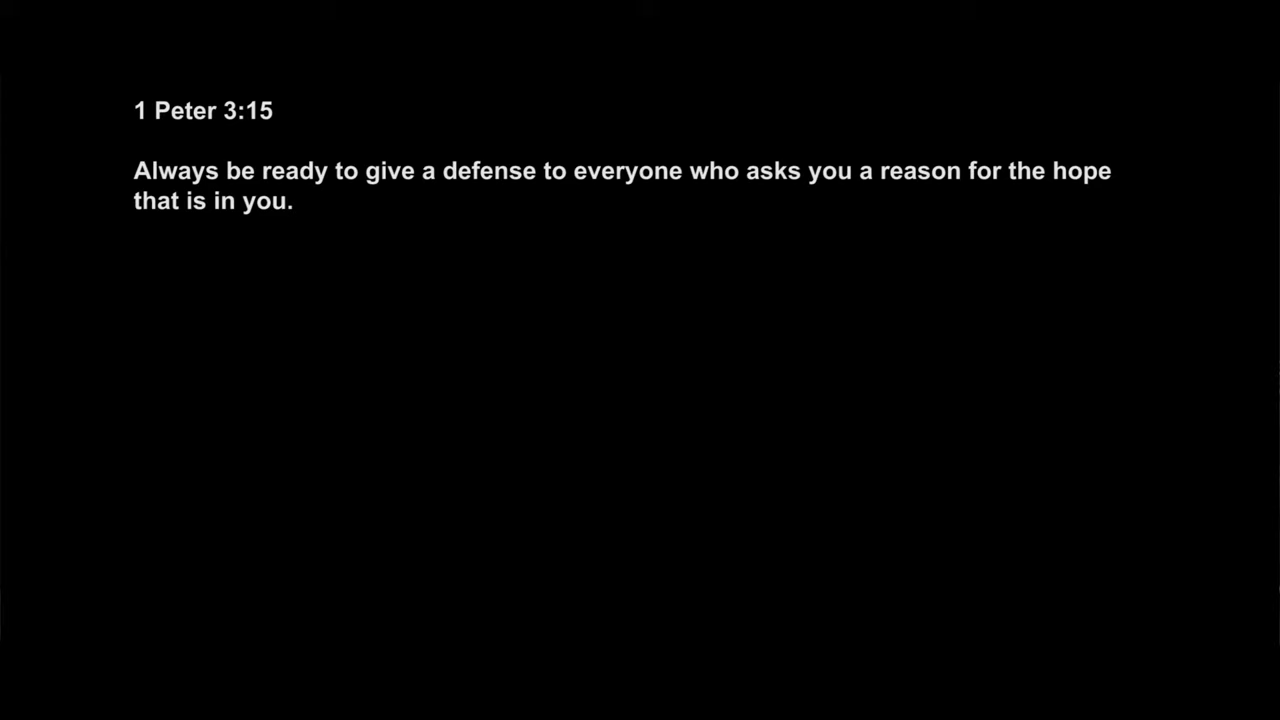 1 Peter 3:15
Always be ready to give a defense to everyone who asks you a reason for the hope
that is in you.